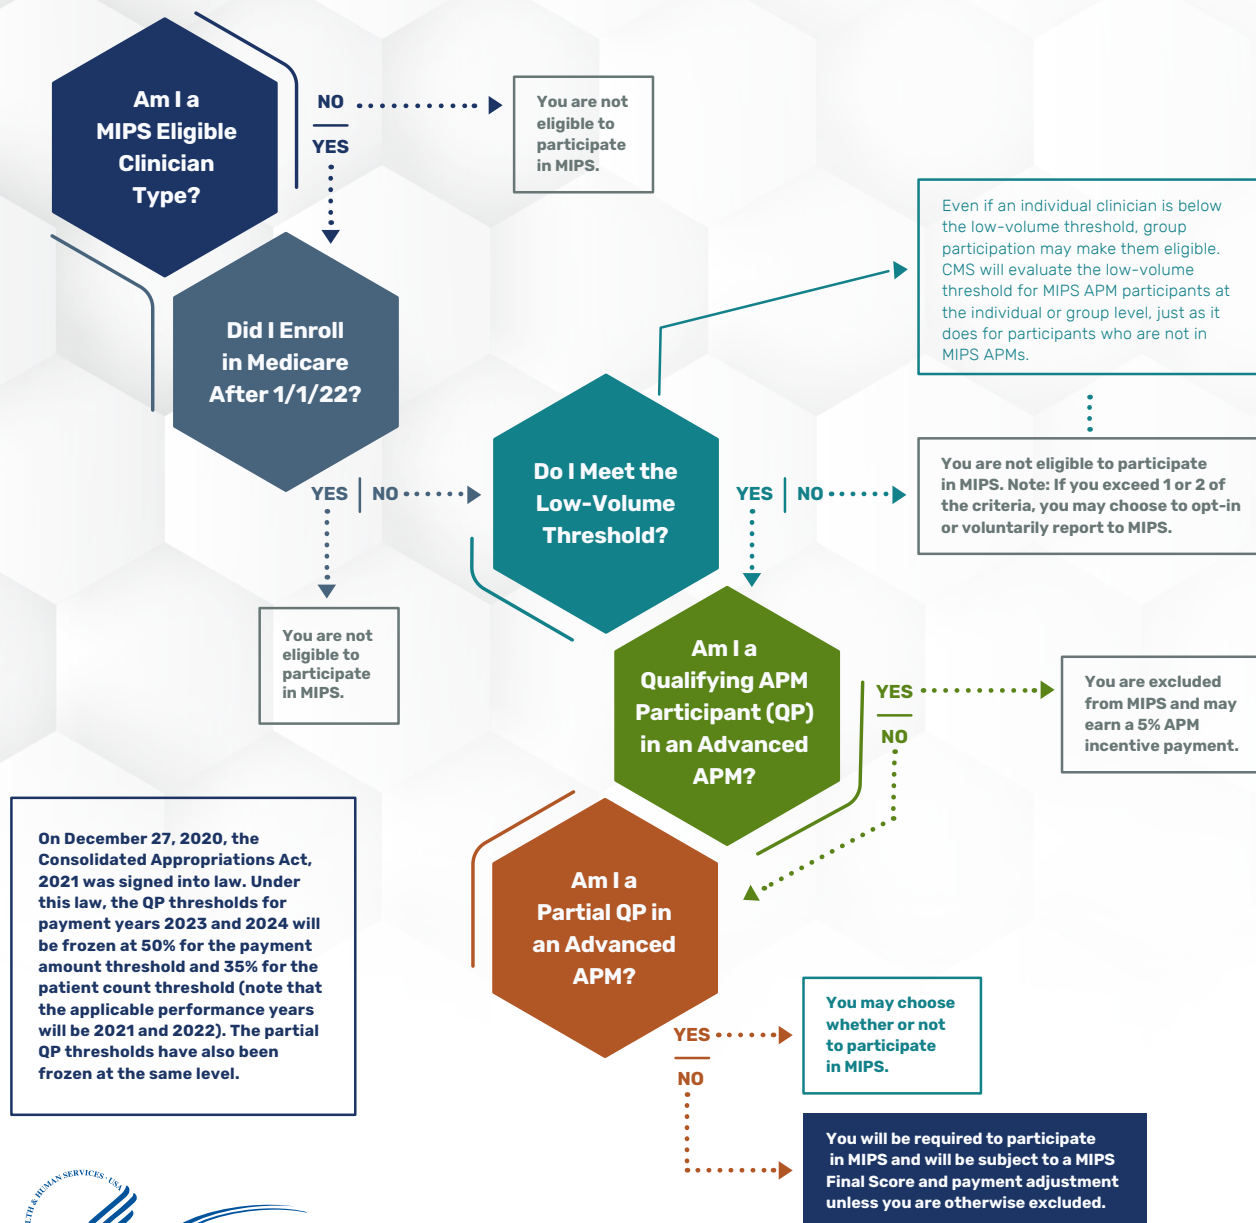 Am I a
MIPS Eligible
Clinician
Type?
NO
YES
You are not
eligible to
participate
in MIPS.
Did I Enroll
in Medicare
After 1/1/22?
YES | NO
You are not
eligible to
participate
in MIPS.
Even if an individual clinician is below
the low-volume threshold, group
participation may make them eligible.
CMS will evaluate the low-volume
threshold for MIPS APM participants at
the individual or group level, just as it
does for participants who are not in
MIPS APMs.
Do I Meet the
Low-Volume
Threshold?
YES | NO
You are not eligible to participate
in MIPS. Note: If you exceed 1 or 2 of
the criteria, you may choose to opt-in
or voluntarily report to MIPS.
Am I a
Qualifying APM
Participant (QP)
in an Advanced
APM?
YES
NO
You are excluded
from MIPS and may
earn a 5% APM
incentive payment.
On December 27, 2020, the
Consolidated Appropriations Act,
2021 was signed into law. Under
this law, the QP thresholds for
payment years 2023 and 2024 will
be frozen at 50% for the payment
amount threshold and 35% for the
patient count threshold (note that
the applicable performance years
will be 2021 and 2022). The partial
QP thresholds have also been
frozen at the same level.
Am I a
Partial QP in
an Advanced
APM?
YES
NO
You may choose
whether or not
to participate
in MIPS.
You will be required to participate
in MIPS and will be subject to a MIPS
Final Score and payment adjustment
unless you are otherwise excluded.
& HUMAN SERVICES · USA